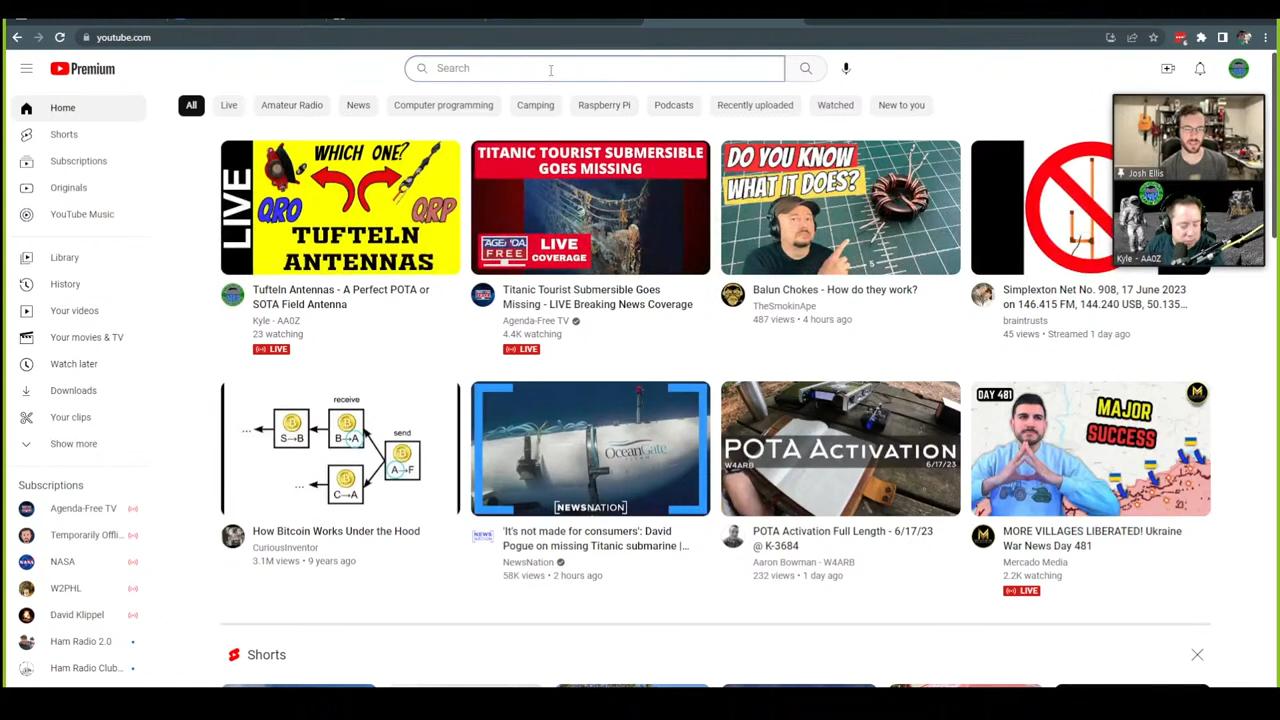 youtube.com
Premium
Search
Home
Shorts
Subscriptions
Originals
YouTube Music
Library
History
Your videos
Your movies & TV
Watch later
Downloads
Your clips
Show more
Subscriptions
Agenda-Free TV
Temporarily Offli...
NASA
W2PHL
David Klippel
Ham Radio 2.0
Ham Radio Club...
All
Live
Amateur Radio
News
Computer programming
Camping
Raspberry Pi
Podcasts
Recently uploaded
Watched
New to you
LIVE
WHICH ONE?
QRO
QRP
TUFTELN
ANTENNAS
Tufteln Antennas - A Perfect POTA or
SOTA Field Antenna
Kyle - AA0Z
23 watching
LIVE
TITANIC TOURIST SUBMERSIBLE
GOES MISSING
AGENDA
FREE
LIVE
COVERAGE
Titanic Tourist Submersible Goes
Missing - LIVE Breaking News Coverage
Agenda-Free TV
4.4K watching
LIVE
DO YOU KNOW
WHAT IT DOES?
5
Balun Chokes - How do they work?
TheSmokinApe
487 views • 4 hours ago
Josh Ellis
Kyle - AA0Z
Simplexton Net No. 908, 17 June 2023
on 146.415 FM, 144.240 USB, 50.135...
braintrusts
45 views • Streamed 1 day ago
receive
send
... S→B
B→A
A→F
... C→A
How Bitcoin Works Under the Hood
CuriousInventor
3.1M views • 9 years ago
OceanGate
NEWSNATION
'It's not made for consumers': David
Pogue on missing Titanic submarine |...
NewsNation
58K views • 2 hours ago
POTA ACTIVATION
W4ARB
6/17/23
POTA Activation Full Length - 6/17/23
@ K-3684
Aaron Bowman - W4ARB
232 views • 1 day ago
DAY 481
MAJOR
SUCCESS
MORE VILLAGES LIBERATED! Ukraine
War News Day 481
Mercado Media
2.2K watching
LIVE
Shorts